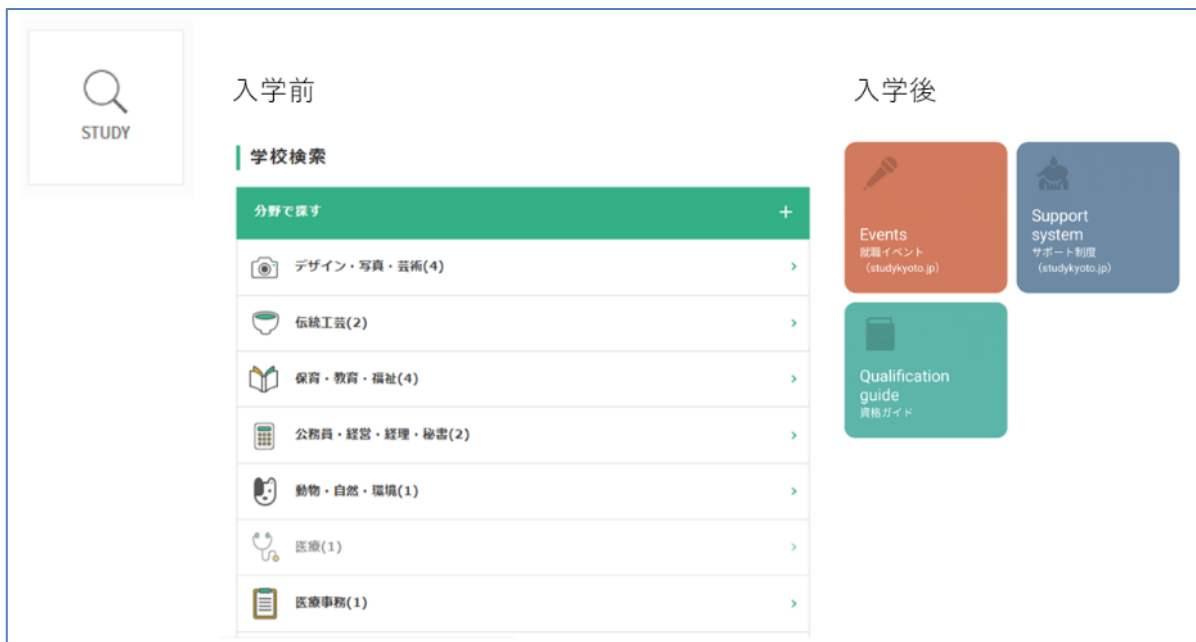 STUDY
入学前
学校検索
分野で探す
+
デザイン・写真・芸術(4)
伝統工芸(2)
保育・教育・福祉(4)
公務員・経営・経理・秘書(2)
動物・自然・環境(1)
医療(1)
医療事務(1)
入学後
Events
就職イベント
(studykyoto.jp)
Support
system
サポート制度
(studykyoto.jp)
Qualification
guide
資格ガイド